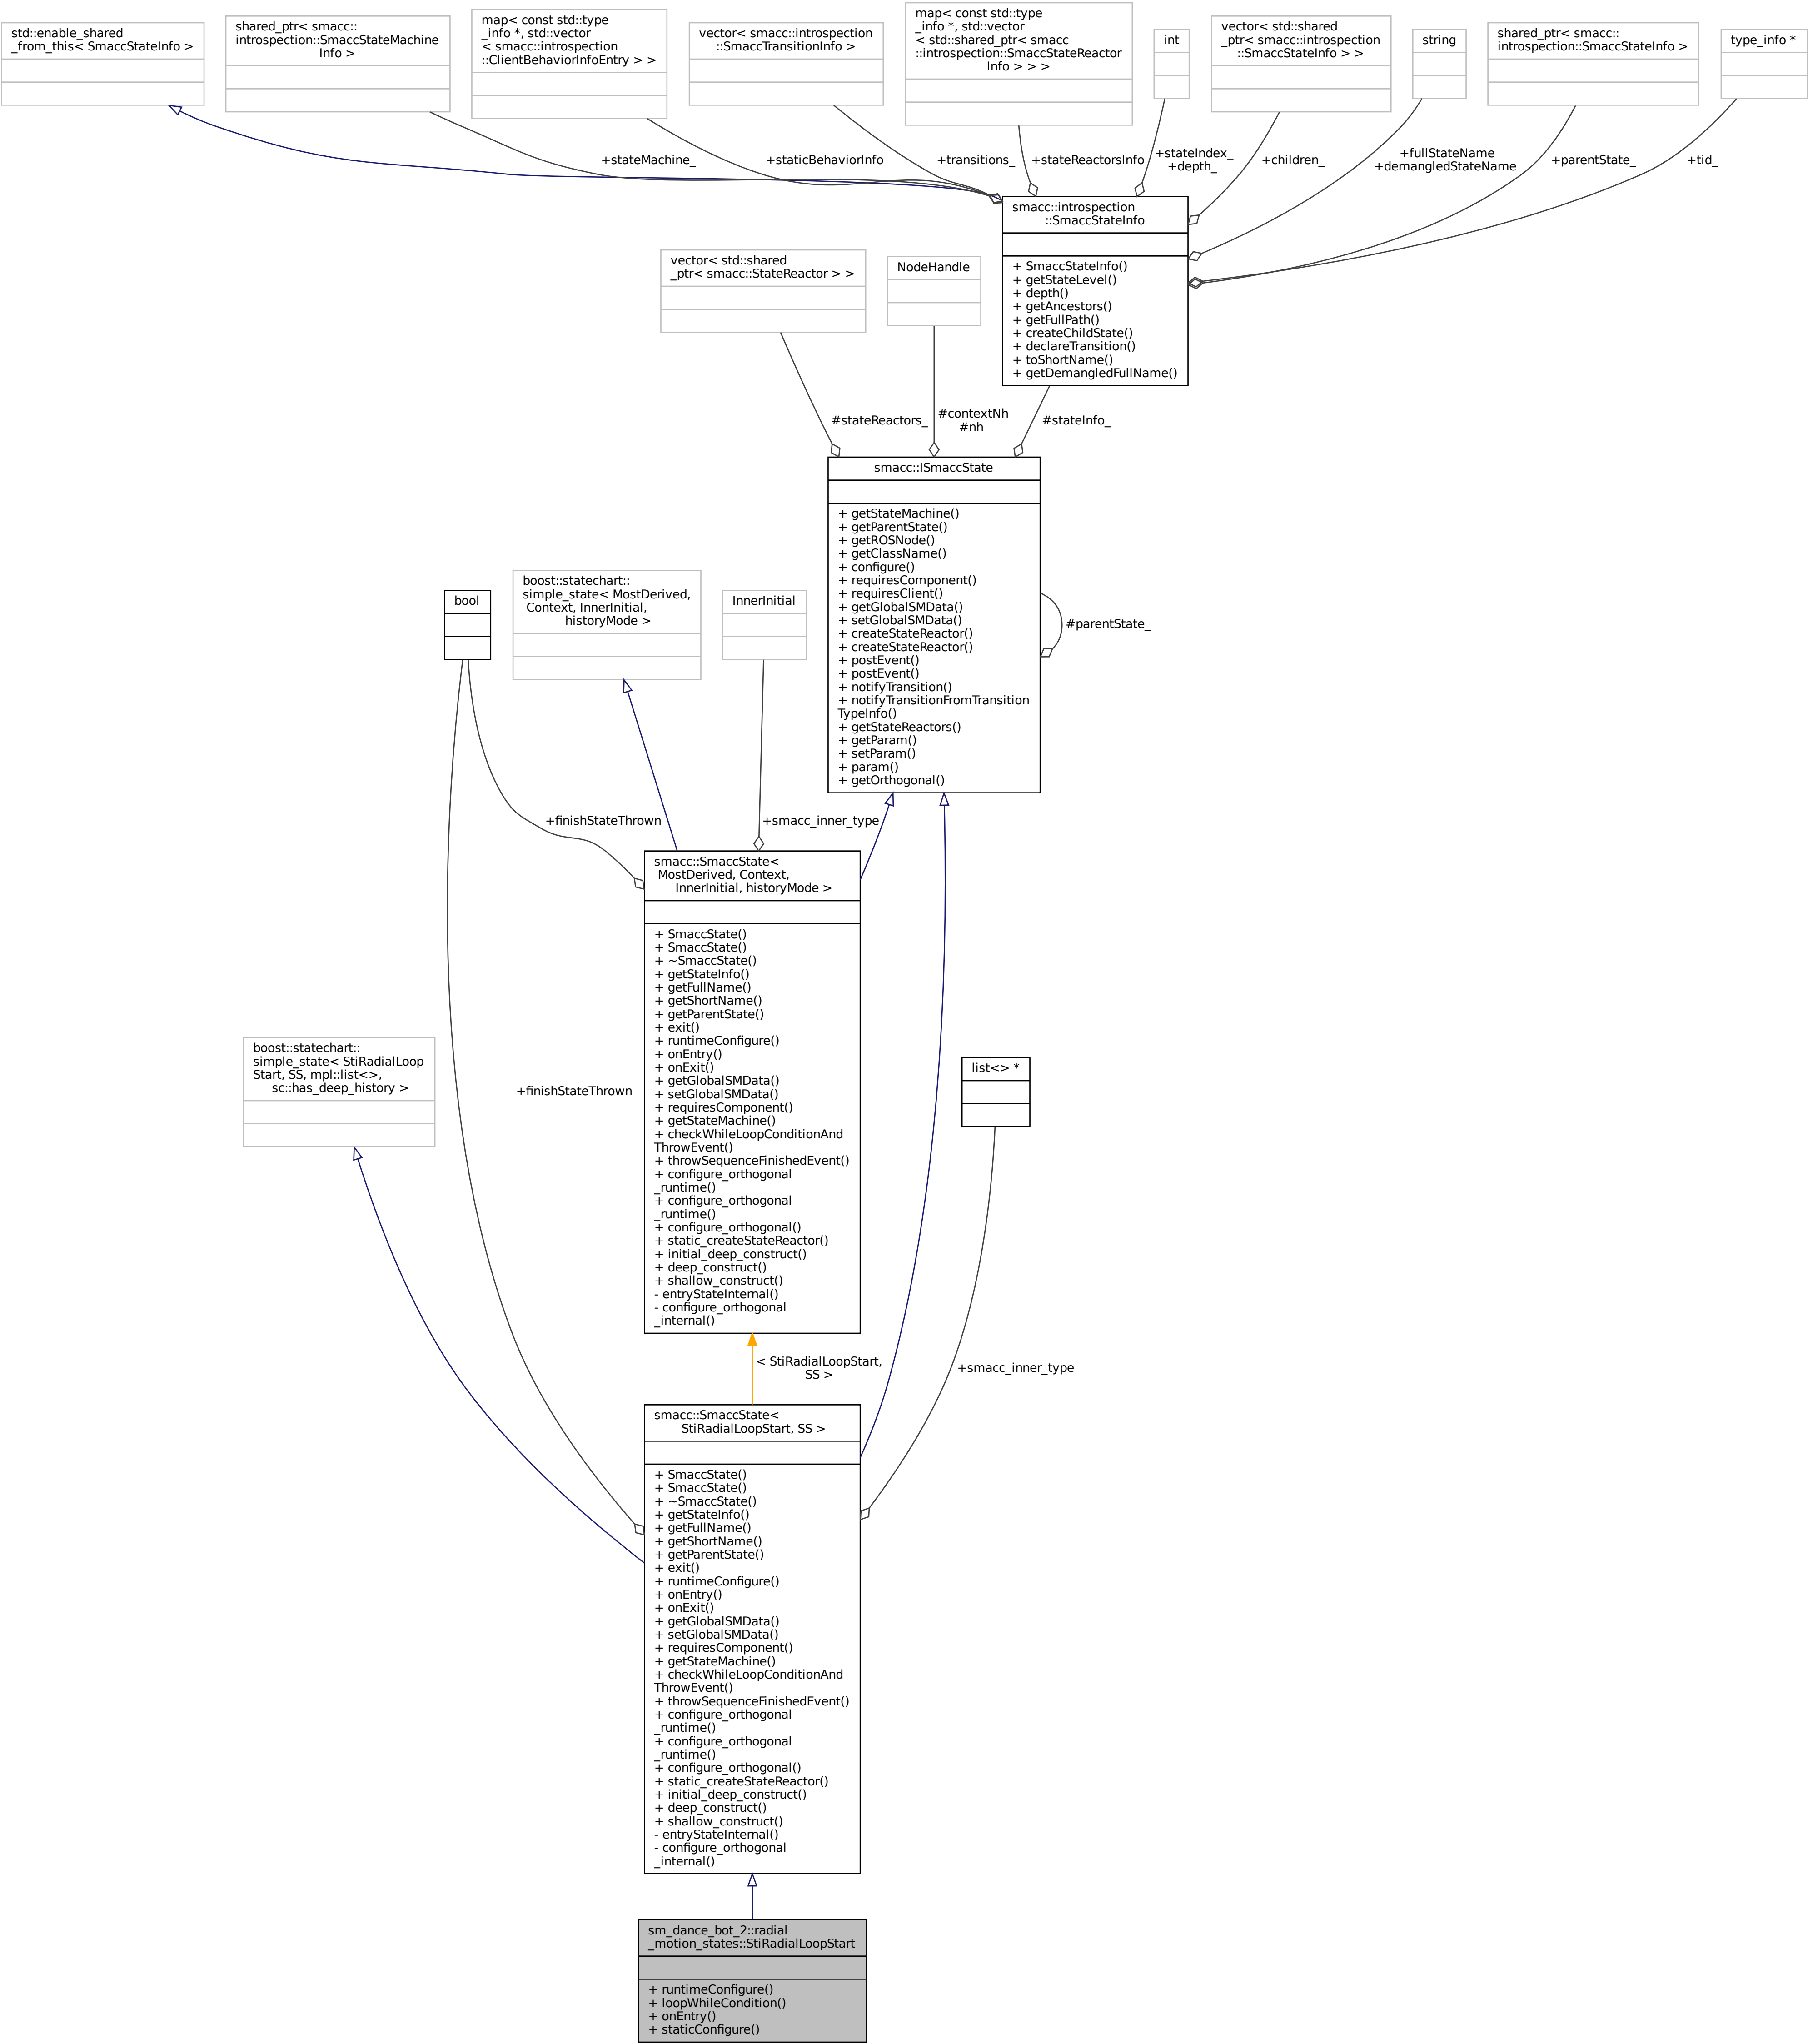 std::enable_shared
_from_this< SmaccStateInfo >
shared_ptr< smacc::
introspection::SmaccStateMachine
Info >
map< const std::type
_info *, std::vector
< smacc::introspection
::ClientBehaviorInfoEntry > >
vector< smacc::introspection
::SmaccTransitionInfo >
map< const std::type
_info *, std::vector
< std::shared_ptr< smacc
::introspection::SmaccStateReactor
Info > > >
int
vector< std::shared
_ptr< smacc::introspection
::SmaccStateInfo > >
string
shared_ptr< smacc::
introspection::SmaccStateInfo >
type_info *
+stateMachine_
+staticBehaviorInfo
+transitions_
+stateReactorsInfo
+stateIndex_
+depth_
+children_
+fullStateName
+demangledStateName
+parentState_
+tid_
smacc::introspection
::SmaccStateInfo
+ SmaccStateInfo()
+ getStateLevel()
+ depth()
+ getAncestors()
+ getFullPath()
+ createChildState()
+ declareTransition()
+ toShortName()
+ getDemangledFullName()
vector< std::shared
_ptr< smacc::StateReactor > >
NodeHandle
#stateReactors_
#contextNh
#nh
#stateInfo_
smacc::ISmaccState
+ getStateMachine()
+ getParentState()
+ getROSNode()
+ getClassName()
+ configure()
+ requiresComponent()
+ requiresClient()
+ getGlobalSMData()
+ setGlobalSMData()
+ createStateReactor()
+ createStateReactor()
+ postEvent()
+ postEvent()
+ notifyTransition()
+ notifyTransitionFromTransition
TypeInfo()
+ getStateReactors()
+ getParam()
+ setParam()
+ param()
+ getOrthogonal()
#parentState_
bool
boost::statechart::
simple_state< MostDerived,
Context, InnerInitial,
historyMode >
InnerInitial
+finishStateThrown
+smacc_inner_type
smacc::SmaccState<
MostDerived, Context,
InnerInitial, historyMode >
+ SmaccState()
+ SmaccState()
+ ~SmaccState()
+ getStateInfo()
+ getFullName()
+ getShortName()
+ getParentState()
+ exit()
+ runtimeConfigure()
+ onEntry()
+ onExit()
+ getGlobalSMData()
+ setGlobalSMData()
+ requiresComponent()
+ getStateMachine()
+ checkWhileLoopConditionAnd
ThrowEvent()
+ throwSequenceFinishedEvent()
+ configure_orthogonal
_runtime()
+ configure_orthogonal
_runtime()
+ configure_orthogonal()
+ static_createStateReactor()
+ initial_deep_construct()
+ deep_construct()
+ shallow_construct()
- entryStateInternal()
- configure_orthogonal
_internal()
boost::statechart::
simple_state< StiRadialLoop
Start, SS, mpl::list<>,
sc::has_deep_history >
+finishStateThrown
list<> *
< StiRadialLoopStart,
SS >
+smacc_inner_type
smacc::SmaccState<
StiRadialLoopStart, SS >
+ SmaccState()
+ SmaccState()
+ ~SmaccState()
+ getStateInfo()
+ getFullName()
+ getShortName()
+ getParentState()
+ exit()
+ runtimeConfigure()
+ onEntry()
+ onExit()
+ getGlobalSMData()
+ setGlobalSMData()
+ requiresComponent()
+ getStateMachine()
+ checkWhileLoopConditionAnd
ThrowEvent()
+ throwSequenceFinishedEvent()
+ configure_orthogonal
_runtime()
+ configure_orthogonal
_runtime()
+ configure_orthogonal()
+ static_createStateReactor()
+ initial_deep_construct()
+ deep_construct()
+ shallow_construct()
- entryStateInternal()
- configure_orthogonal
_internal()
sm_dance_bot_2::radial
_motion_states::StiRadialLoopStart
+ runtimeConfigure()
+ loopWhileCondition()
+ onEntry()
+ staticConfigure()